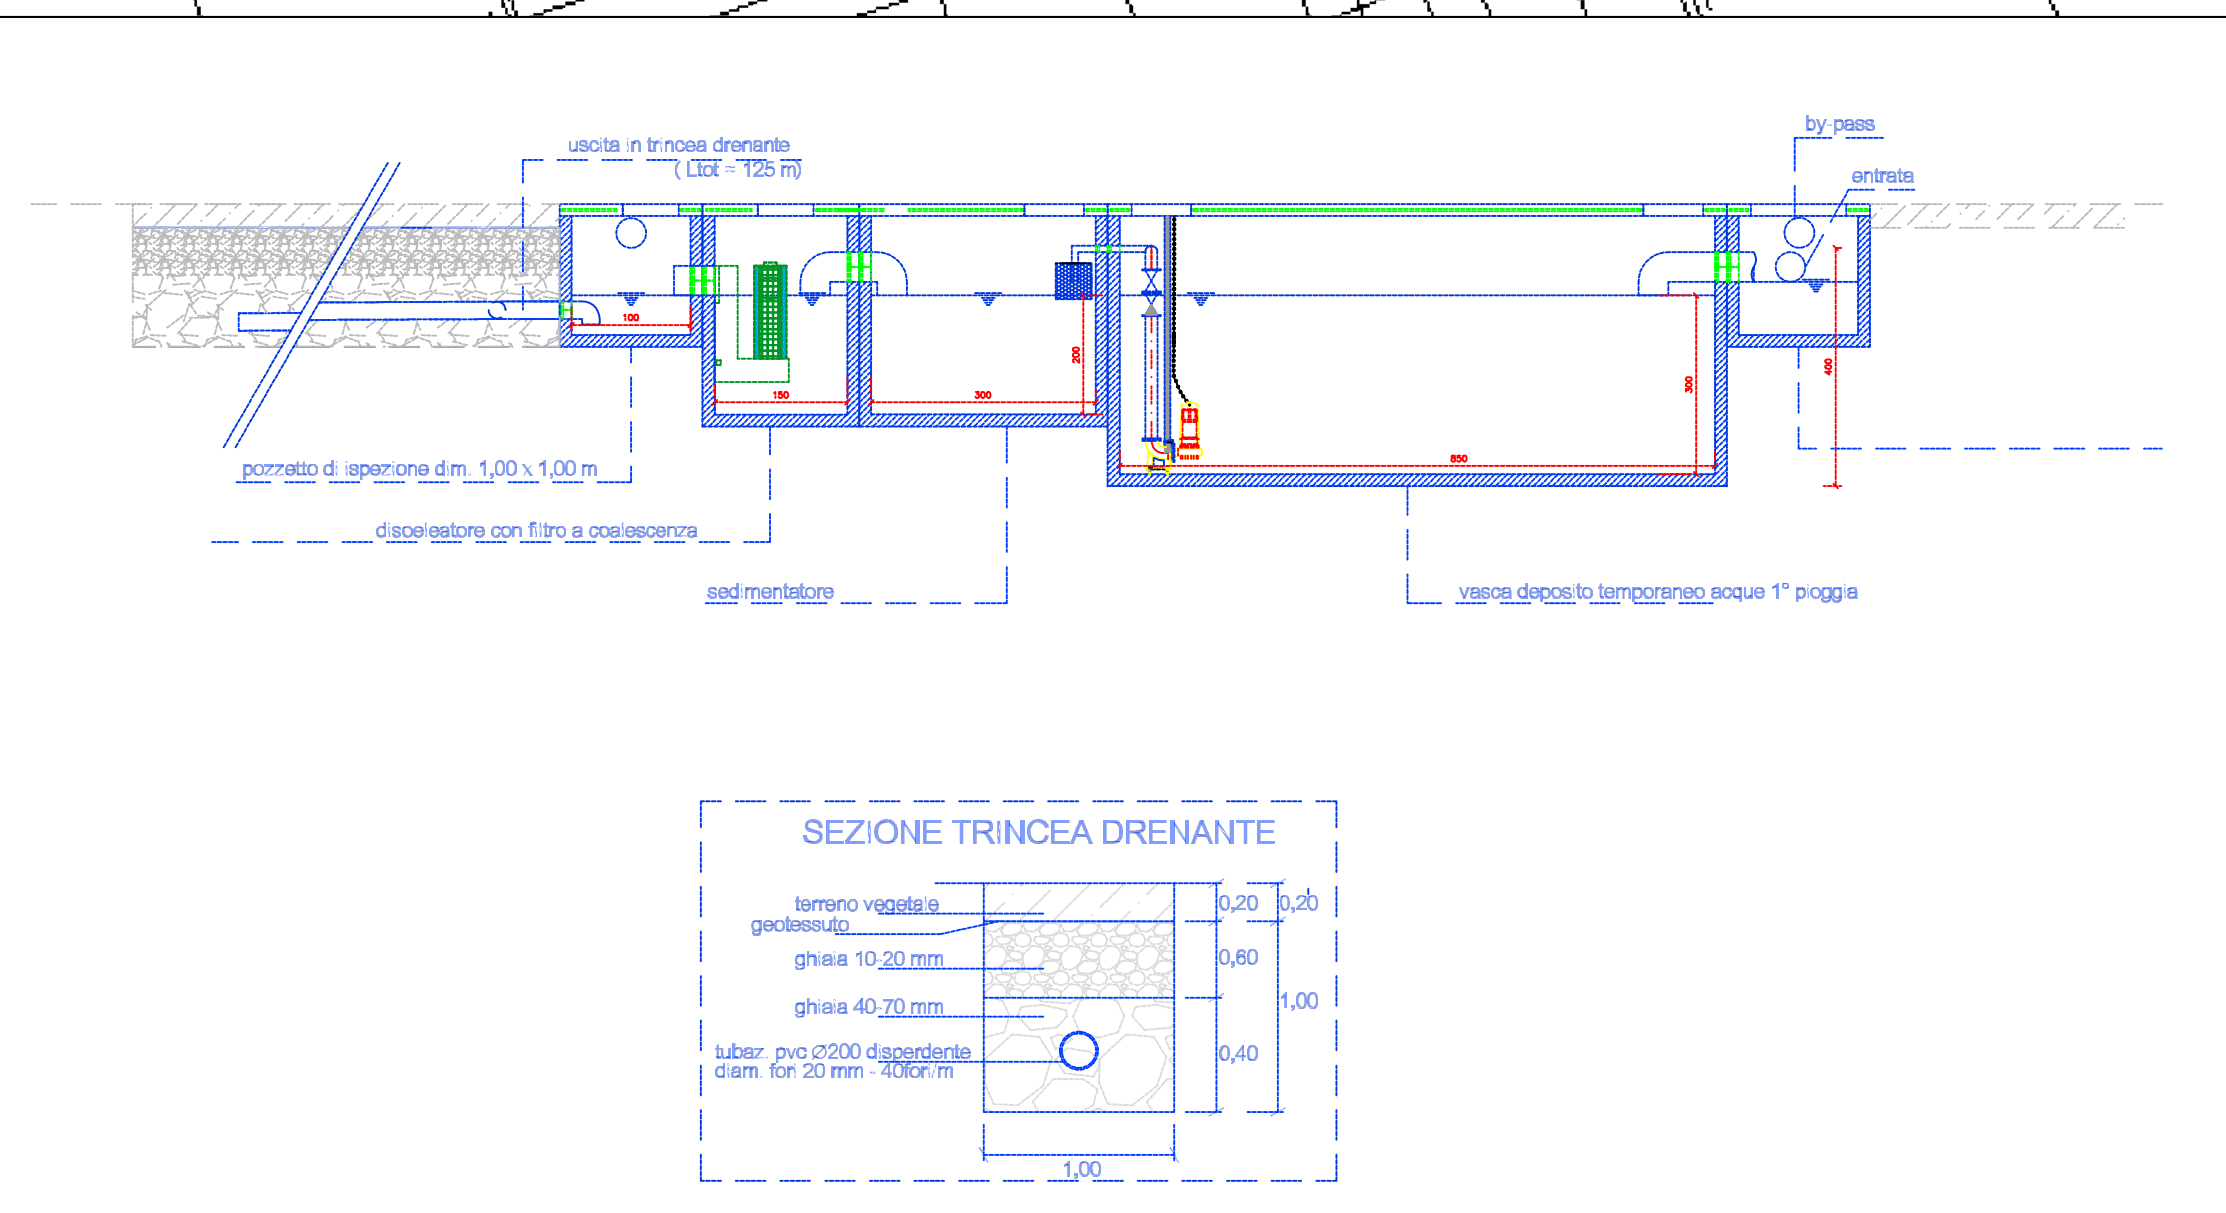 by-pass
uscita in trincea drenante
( Ltot = 125 m)
entrata
100
200
400
300
150
300
850
pozzetto di ispezione dim. 1,00 x 1,00 m
disoeleatore con filtro a coalescenza
sedimentatore
vasca deposito temporaneo acque 1° pioggia
SEZIONE TRINCEA DRENANTE
terreno vegetale
0,20
0,20
geotessuto
ghiaia 10-20 mm
0,60
ghiaia 40-70 mm
1,00
tubaz. pvc Ø200 disperdente
0,40
diam. fori 20 mm - 40fori/m
1,00